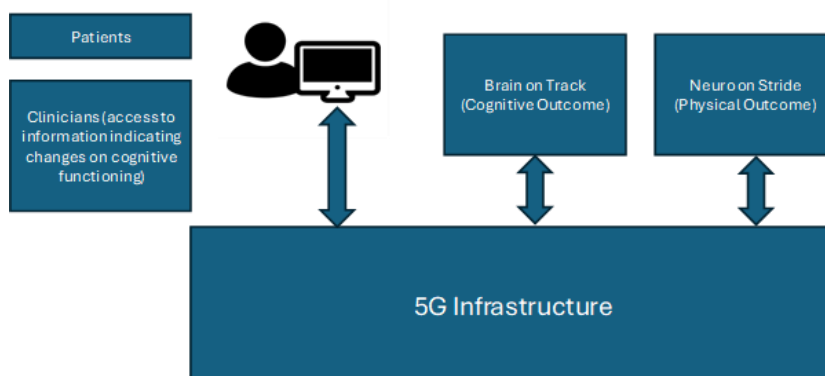 Patients
Clinicians (access to
information indicating
changes on cognitive
functioning)
Brain on Track
(Cognitive Outcome)
Neuro on Stride
(Physical Outcome)
5G Infrastructure